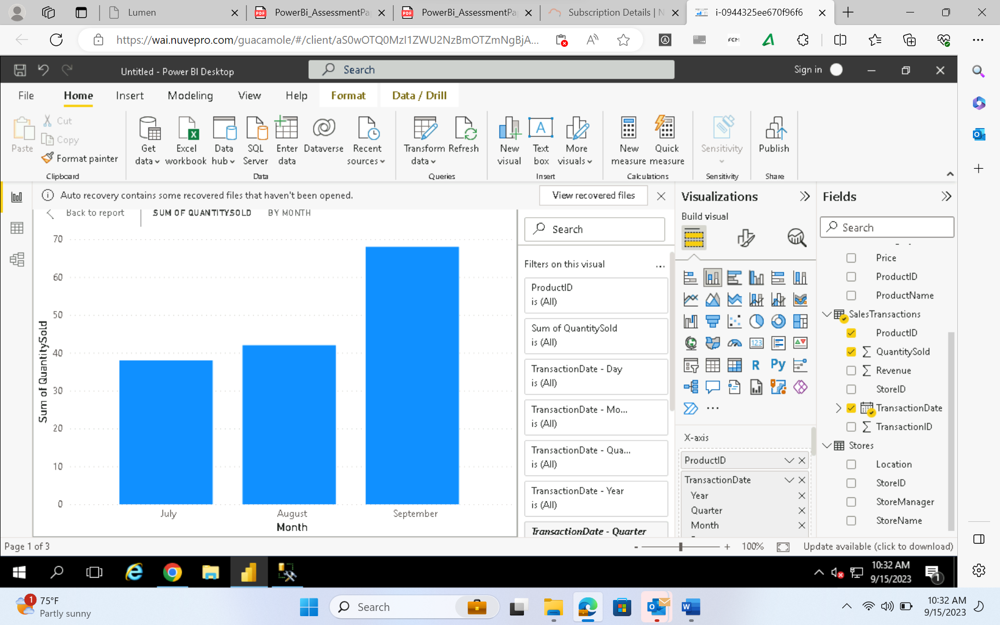 Lumen
PowerBi_AssessmentPa
PowerBi_AssessmentPa
Subscription Details | N
i-0944325ee670f96f6
https://wai.nuvepro.com/guacamole/#/client/aS0wOTQ0MzI1ZWU2NzBmOTZmNgBjA...
FCM
Untitled - Power BI Desktop
Search
Sign in
File
Home
Insert
Modeling
View
Help
Format
Data / Drill
Paste
Cut
Copy
Format painter
Clipboard
Get data
Excel workbook
Data hub
SQL Server
Enter data
Dataverse
Recent sources
Data
Transform data
Refresh
Queries
New visual
Text box
More visuals
Insert
New measure
Quick measure
Calculations
Sensitivity
Sensitivity
Publish
Share
Auto recovery contains some recovered files that haven't been opened.
View recovered files
Back to report
SUM OF QUANTITYSOLD
BY MONTH
70
60
50
40
30
20
10
0
Sum of QuantitySold
July
August
September
Month
Search
Filters on this visual
...
ProductID
is (All)
Sum of QuantitySold
is (All)
TransactionDate - Day
is (All)
TransactionDate - Mo...
is (All)
TransactionDate - Qua...
is (All)
TransactionDate - Year
is (All)
TransactionDate - Quarter
Visualizations
Build visual
123
R
Py
...
X-axis
ProductID
TransactionDate
Year
Quarter
Month
Fields
Search
Price
ProductID
ProductName
SalesTransactions
ProductID
QuantitySold
Revenue
StoreID
TransactionDate
TransactionID
Stores
Location
StoreID
StoreManager
StoreName
Page 1 of 3
100%
Update available (click to download)
10:32 AM
9/15/2023
1
1
75°F
Partly sunny
Search
10:32 AM
9/15/2023